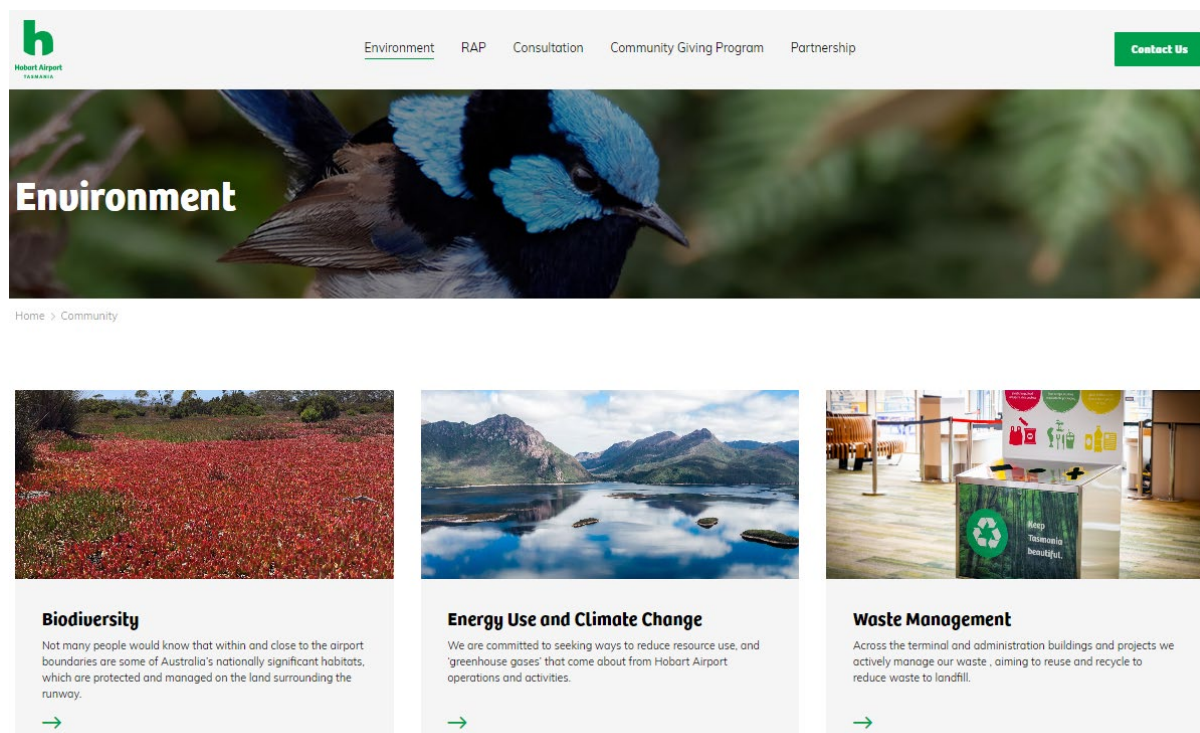 h
Hobart Airport
TASMANIA
Environment RAP Consultation Community Giving Program Partnership
Contact Us
Environment
Home > Community
Keep
Tasmania
beautiful.
Biodiversity
Not many people would know that within and close to the airport
boundaries are some of Australia's nationally significant habitats,
which are protected and managed on the land surrounding the
runway.
Energy Use and Climate Change
We are committed to seeking ways to reduce resource use, and
'greenhouse gases' that come about from Hobart Airport
operations and activities.
Waste Management
Across the terminal and administration buildings and projects we
actively manage our waste , aiming to reuse and recycle to
reduce waste to landfill.